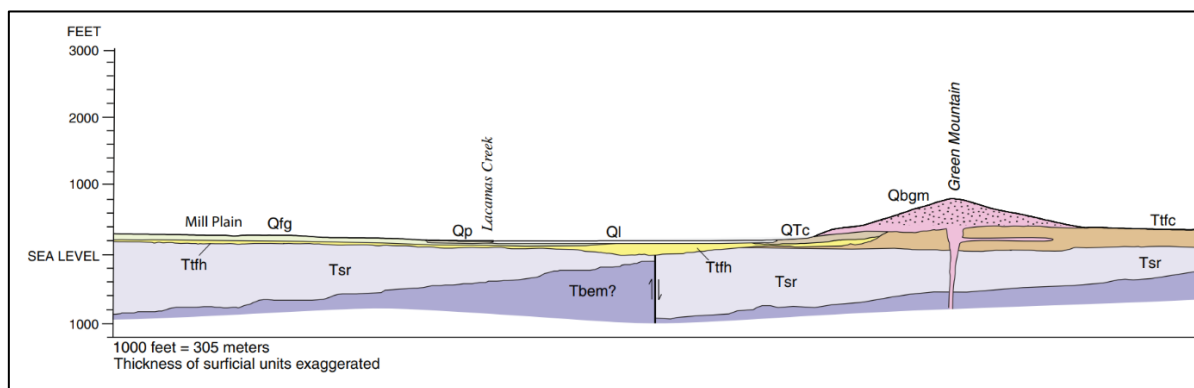 FEET
3000
2000
1000
SEA LEVEL
1000
Mill Plain
Qfg
Qp
Lacamas Creek
Ql
QTc
Qbgm
Green Mountain
Ttfc
Ttfh
Tsr
Tbem?
Ttfh
Tsr
Tsr
1000 feet = 305 meters
Thickness of surficial units exaggerated